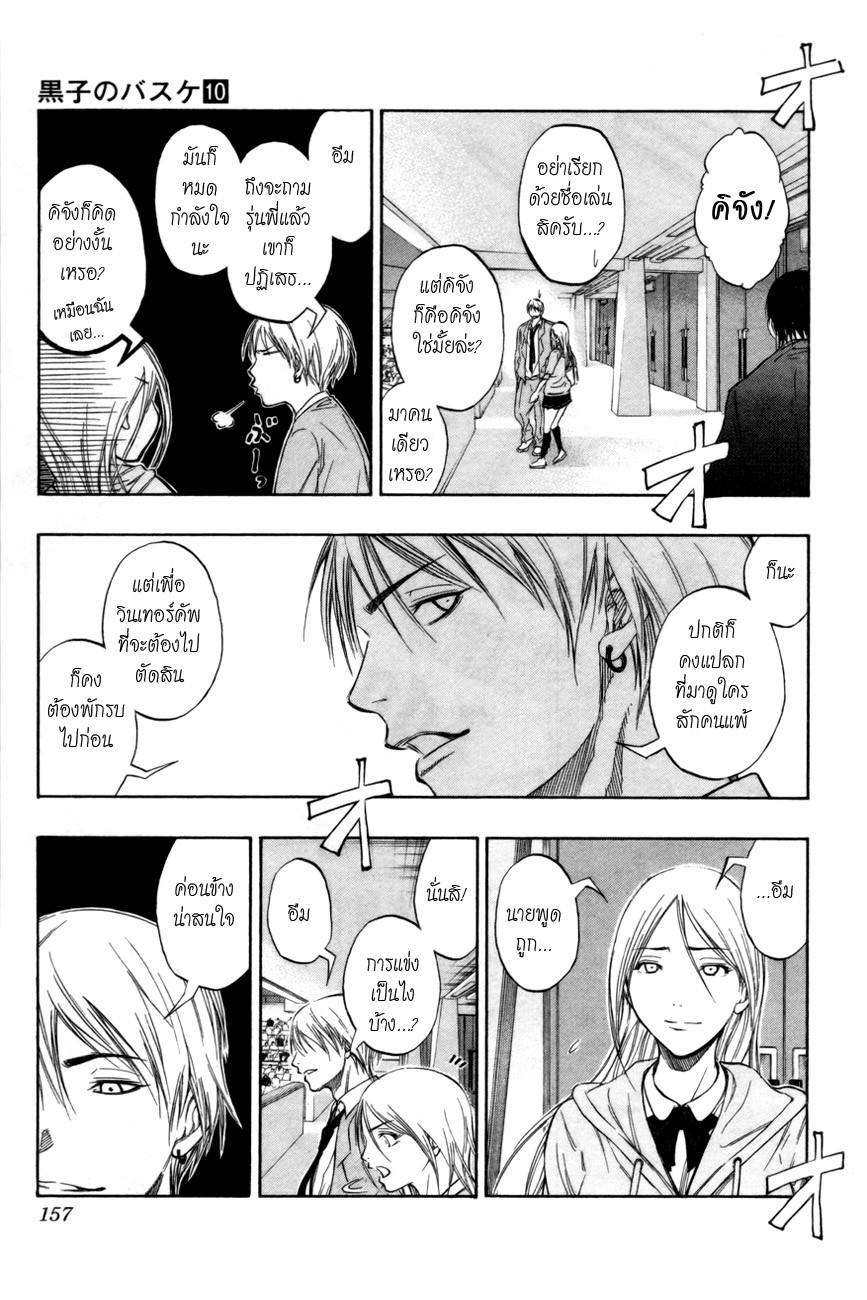 黒子のバスケ 10
オ
คิจัง!
อย่าเรียก
ด้วยชื่อเล่น
สิครับ...?
แต่คิจัง
ก็คือคิจัง
ใช่มั้ยล่ะ?
มาคน
เดียว
เหรอ?
オ
อืม
ถึงจะถาม
รุ่นพี่แล้ว
เขาก็
ปฏิเสธ...
มันก็
หมด
กำลังใจ
นะ
ぶーっ
คิจังก็คิด
อย่างงั้น
เหรอ?
เหมือนฉัน
เลย...
ก็นะ
ปกติก็
คงแปลก
ที่มาดูใคร
สักคนแพ้
แต่เพื่อ
วินเทอร์คัพ
ที่จะต้องไป
ตัดสิน
ก็คง
ต้องพักรบ
ไปก่อน
オ
オ
...อืม
นายพูด
ถูก...
นั่นสิ!
การแข่ง
เป็นไง
บ้าง...?
อืม
ค่อนข้าง
น่าสนใจ
オ
157